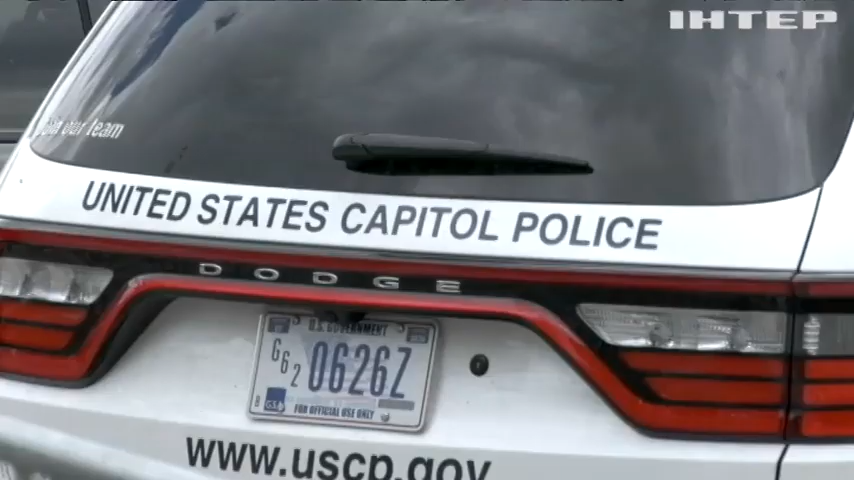 ІНТЕР
Join our team
UNITED STATES CAPITOL POLICE
DODGE
U.S. GOVERNMENT
G62 0626Z
GSA
FOR OFFICIAL USE ONLY
www.uscp.gov